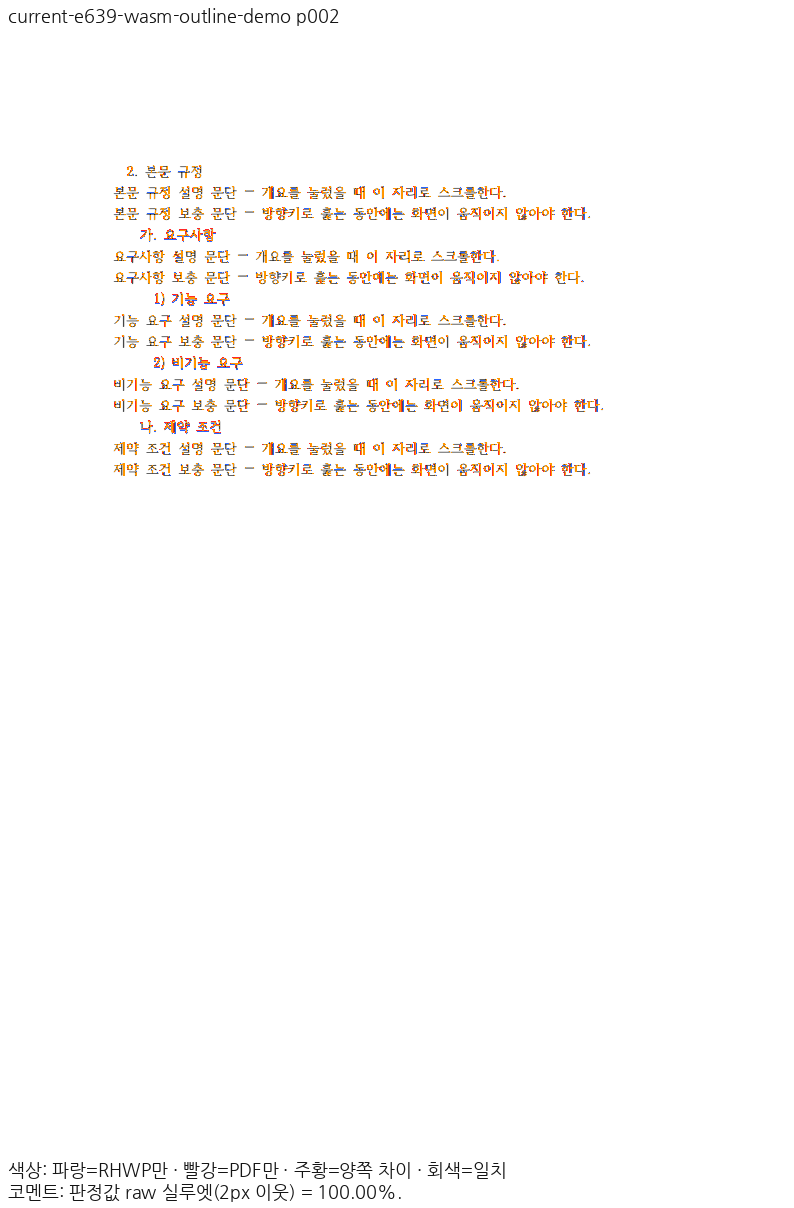 current-e639-wasm-outline-demo p002
2. 본문 규정
본문 규정 설명 문단 — 개요를 눌렀을 때 이 자리로 스크롤한다.
본문 규정 보충 문단 — 방향키로 훑는 동안에는 화면이 움직이지 않아야 한다.
가. 요구사항
요구사항 설명 문단 — 개요를 눌렀을 때 이 자리로 스크롤한다.
요구사항 보충 문단 — 방향키로 훑는 동안에는 화면이 움직이지 않아야 한다.
1) 기능 요구
기능 요구 설명 문단 — 개요를 눌렀을 때 이 자리로 스크롤한다.
기능 요구 보충 문단 — 방향키로 훑는 동안에는 화면이 움직이지 않아야 한다.
2) 비기능 요구
비기능 요구 설명 문단 — 개요를 눌렀을 때 이 자리로 스크롤한다.
비기능 요구 보충 문단 — 방향키로 훑는 동안에는 화면이 움직이지 않아야 한다.
나. 제약 조건
제약 조건 설명 문단 — 개요를 눌렀을 때 이 자리로 스크롤한다.
제약 조건 보충 문단 — 방향키로 훑는 동안에는 화면이 움직이지 않아야 한다.
색상: 파랑=RHWP만 · 빨강=PDF만 · 주황=양쪽 차이 · 회색=일치
코멘트: 판정값 raw 실루엣(2px 이웃) = 100.00%.